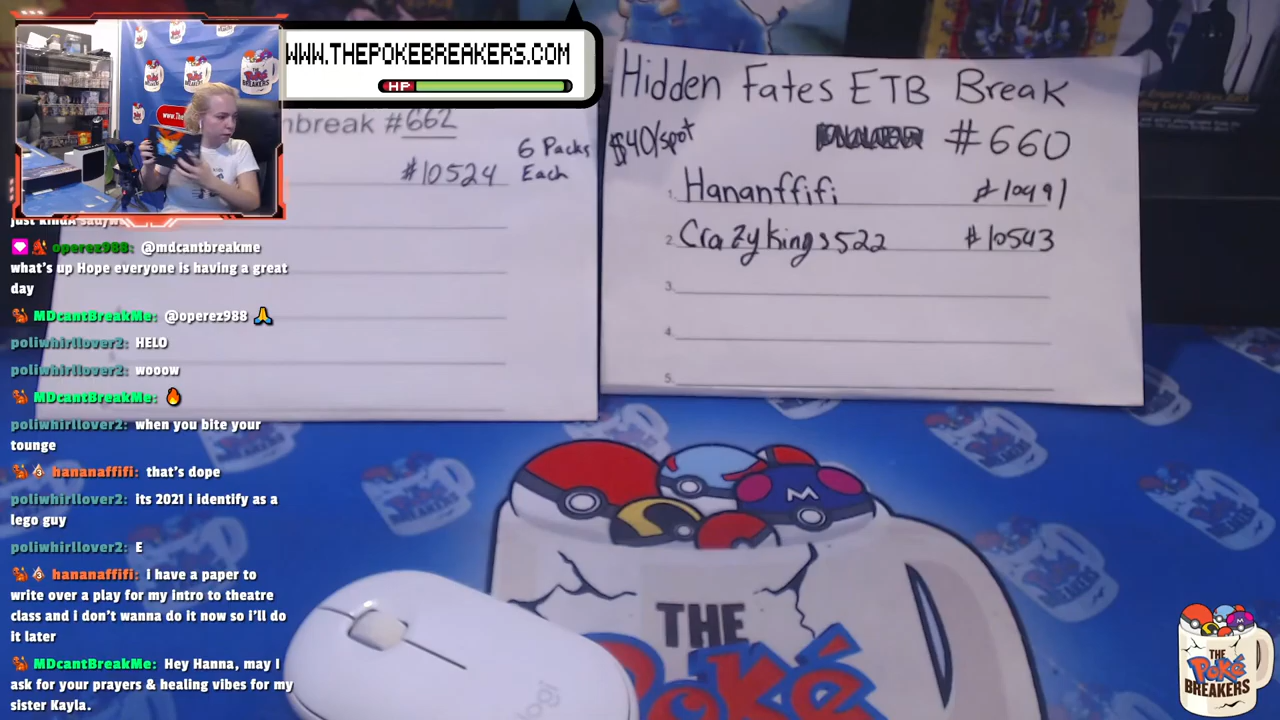 WWW.THEPOKEBREAKERS.COM
HP
break #662
#10524
6 Packs
Each
Hidden Fates ETB Break
$40/spot
#660
1. Hananffifi #10491
2. CraZykings522 #10543
3.
4.
5.
operez988: @mdcantbreakme
what's up Hope everyone is having a great
day
MDcantBreakMe: @operez988 🙏
poliwhirllover2: HELO
poliwhirllover2: wooow
MDcantBreakMe: 🔥
poliwhirllover2: when you bite your
tounge
hananaffifi: that's dope
poliwhirllover2: its 2021 i identify as a
lego guy
poliwhirllover2: E
hananaffifi: I have a paper to
write over a play for my intro to theatre
class and i don't wanna do it now so i'll do
it later
MDcantBreakMe: Hey Hanna, may I
ask for your prayers & healing vibes for my
sister Kayla.
THE
Poké
M
THE
Poké
BREAKERS